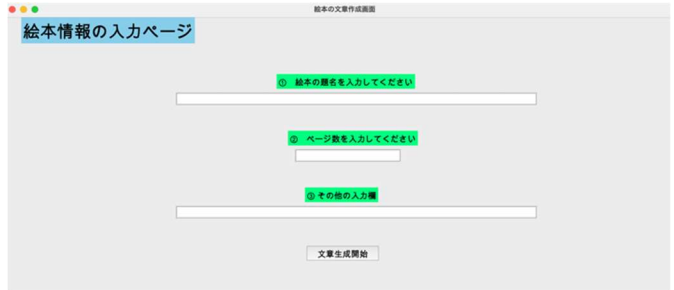 絵本の文章作成画面
絵本情報の入力ページ
① 絵本の題名を入力してください
② ページ数を入力してください
③ その他の入力欄
文章生成開始